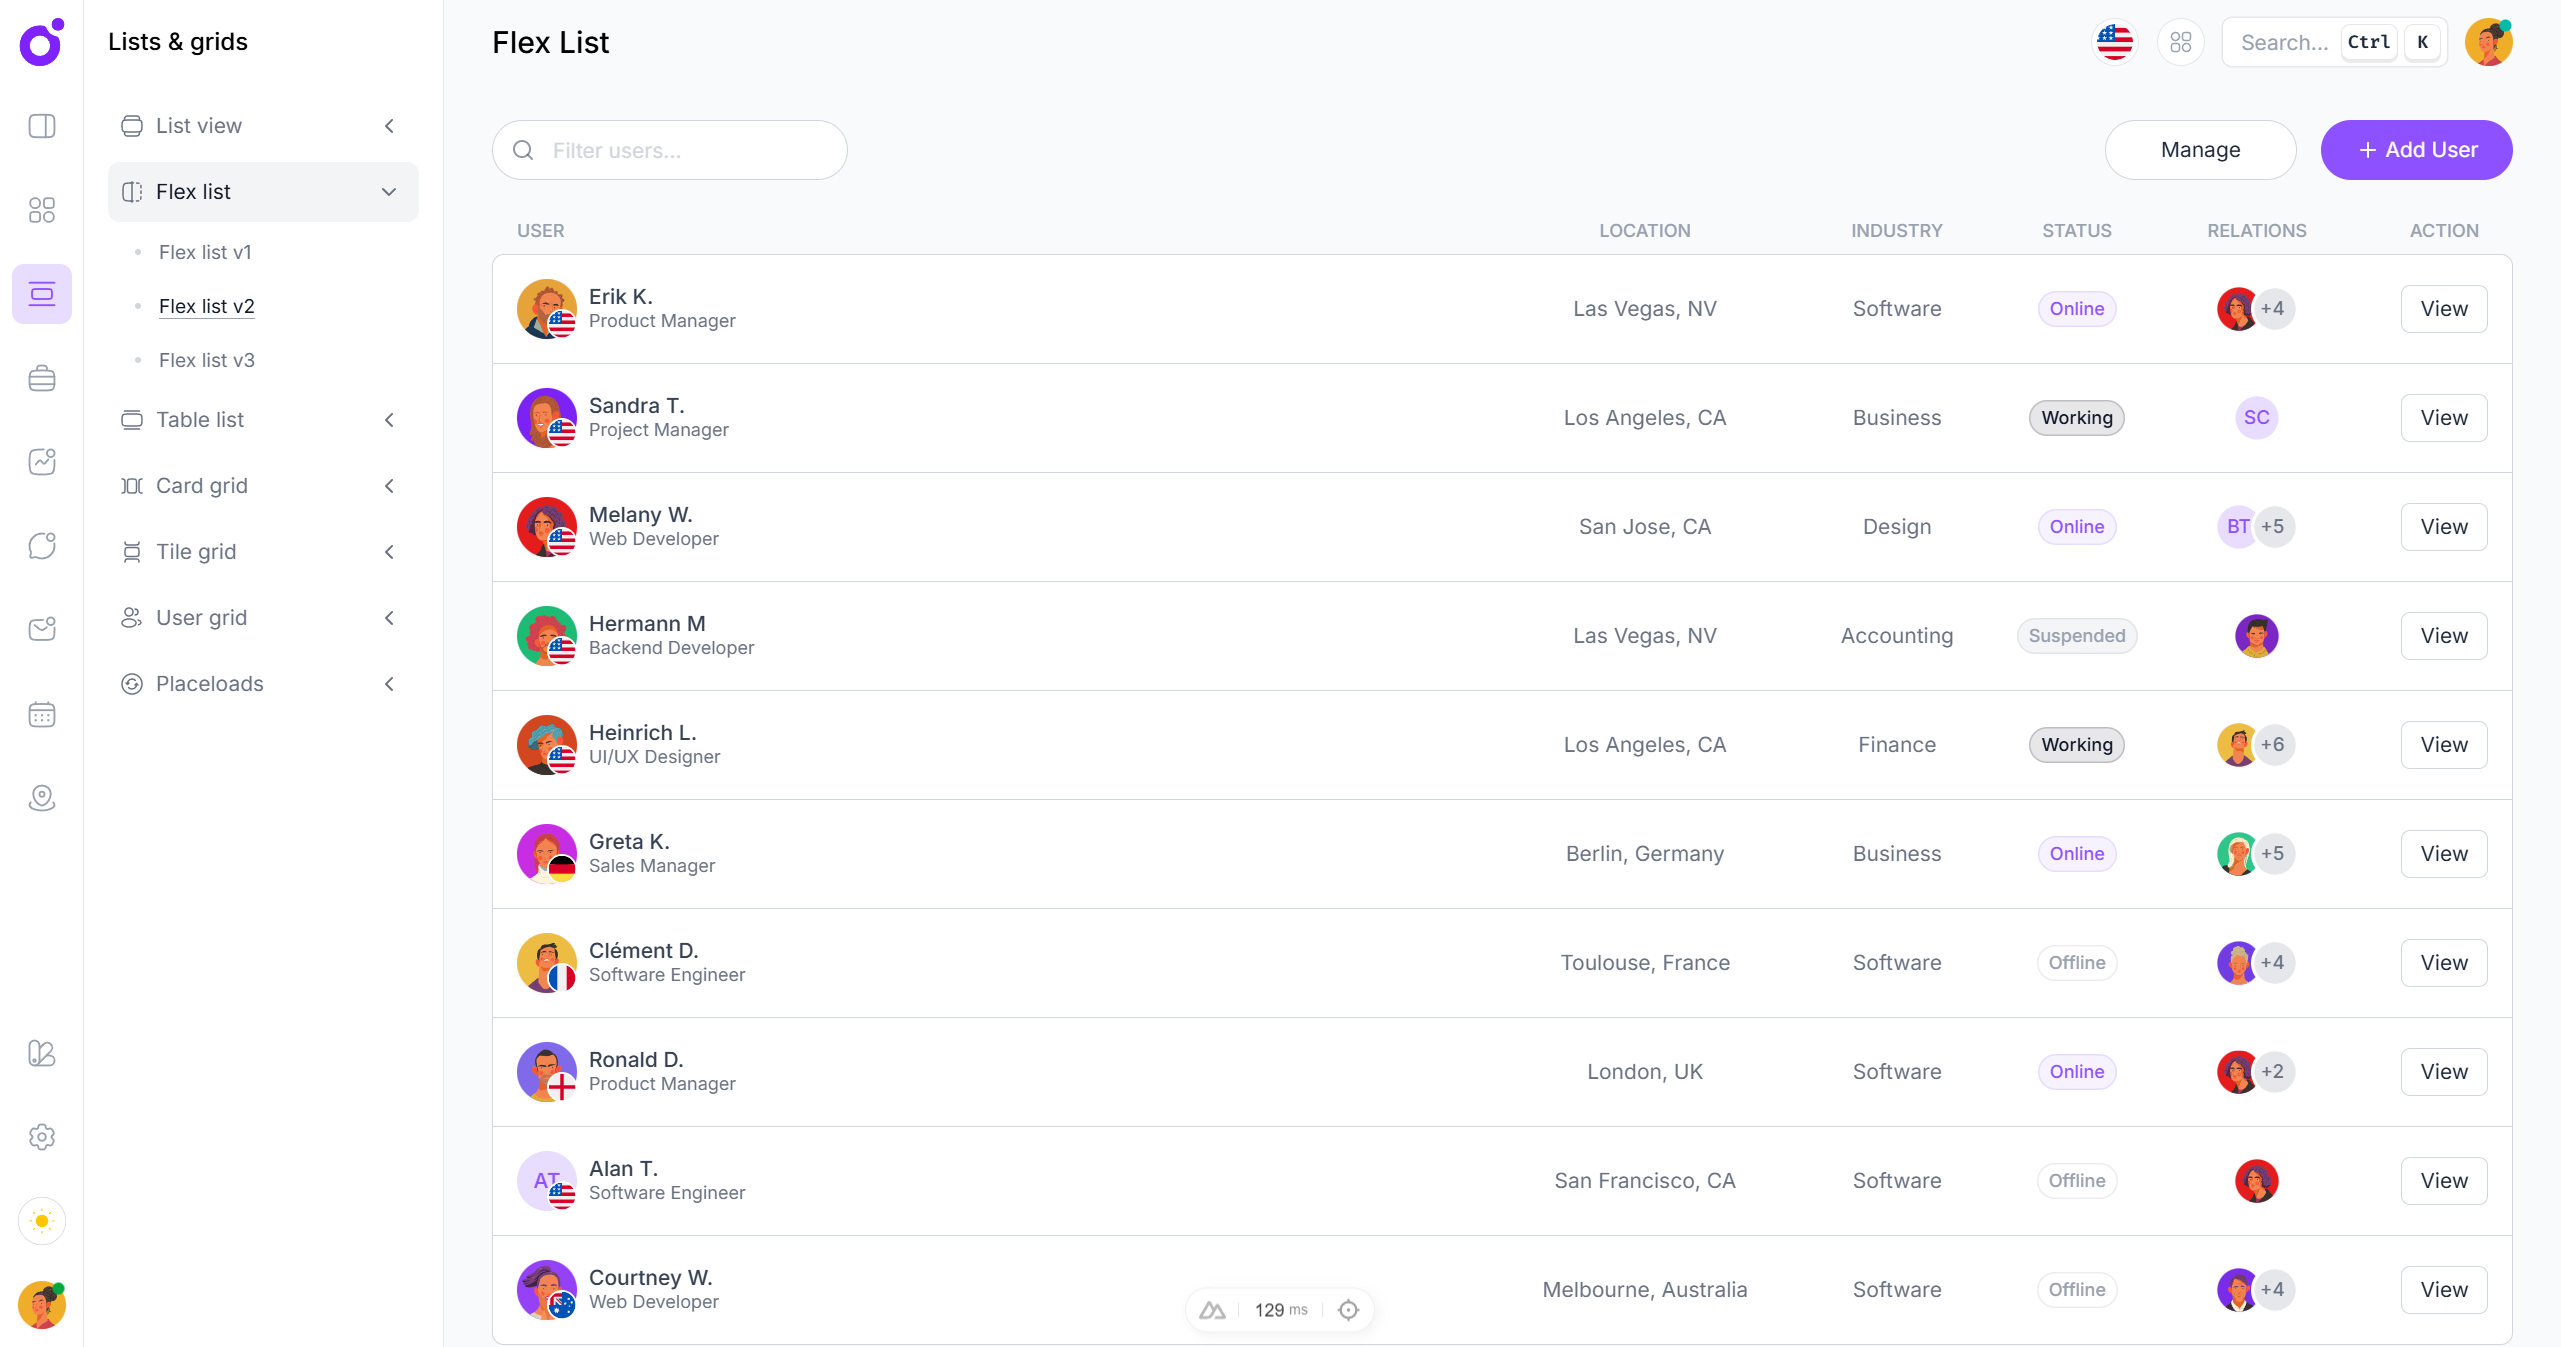 Lists & grids
List view
Flex list
Flex list v1
Flex list v2
Flex list v3
Table list
Card grid
Tile grid
User grid
Placeloads
Flex List
Search... Ctrl K
Filter users...
Manage
+ Add User
USER LOCATION INDUSTRY STATUS RELATIONS ACTION
Erik K.
Product Manager
Las Vegas, NV Software Online +4 View
Sandra T.
Project Manager
Los Angeles, CA Business Working SC View
Melany W.
Web Developer
San Jose, CA Design Online BT +5 View
Hermann M
Backend Developer
Las Vegas, NV Accounting Suspended View
Heinrich L.
UI/UX Designer
Los Angeles, CA Finance Working +6 View
Greta K.
Sales Manager
Berlin, Germany Business Online +5 View
Clément D.
Software Engineer
Toulouse, France Software Offline +4 View
Ronald D.
Product Manager
London, UK Software Online +2 View
AT
Alan T.
Software Engineer
San Francisco, CA Software Offline View
Courtney W.
Web Developer
Melbourne, Australia Software Offline +4 View
129 ms